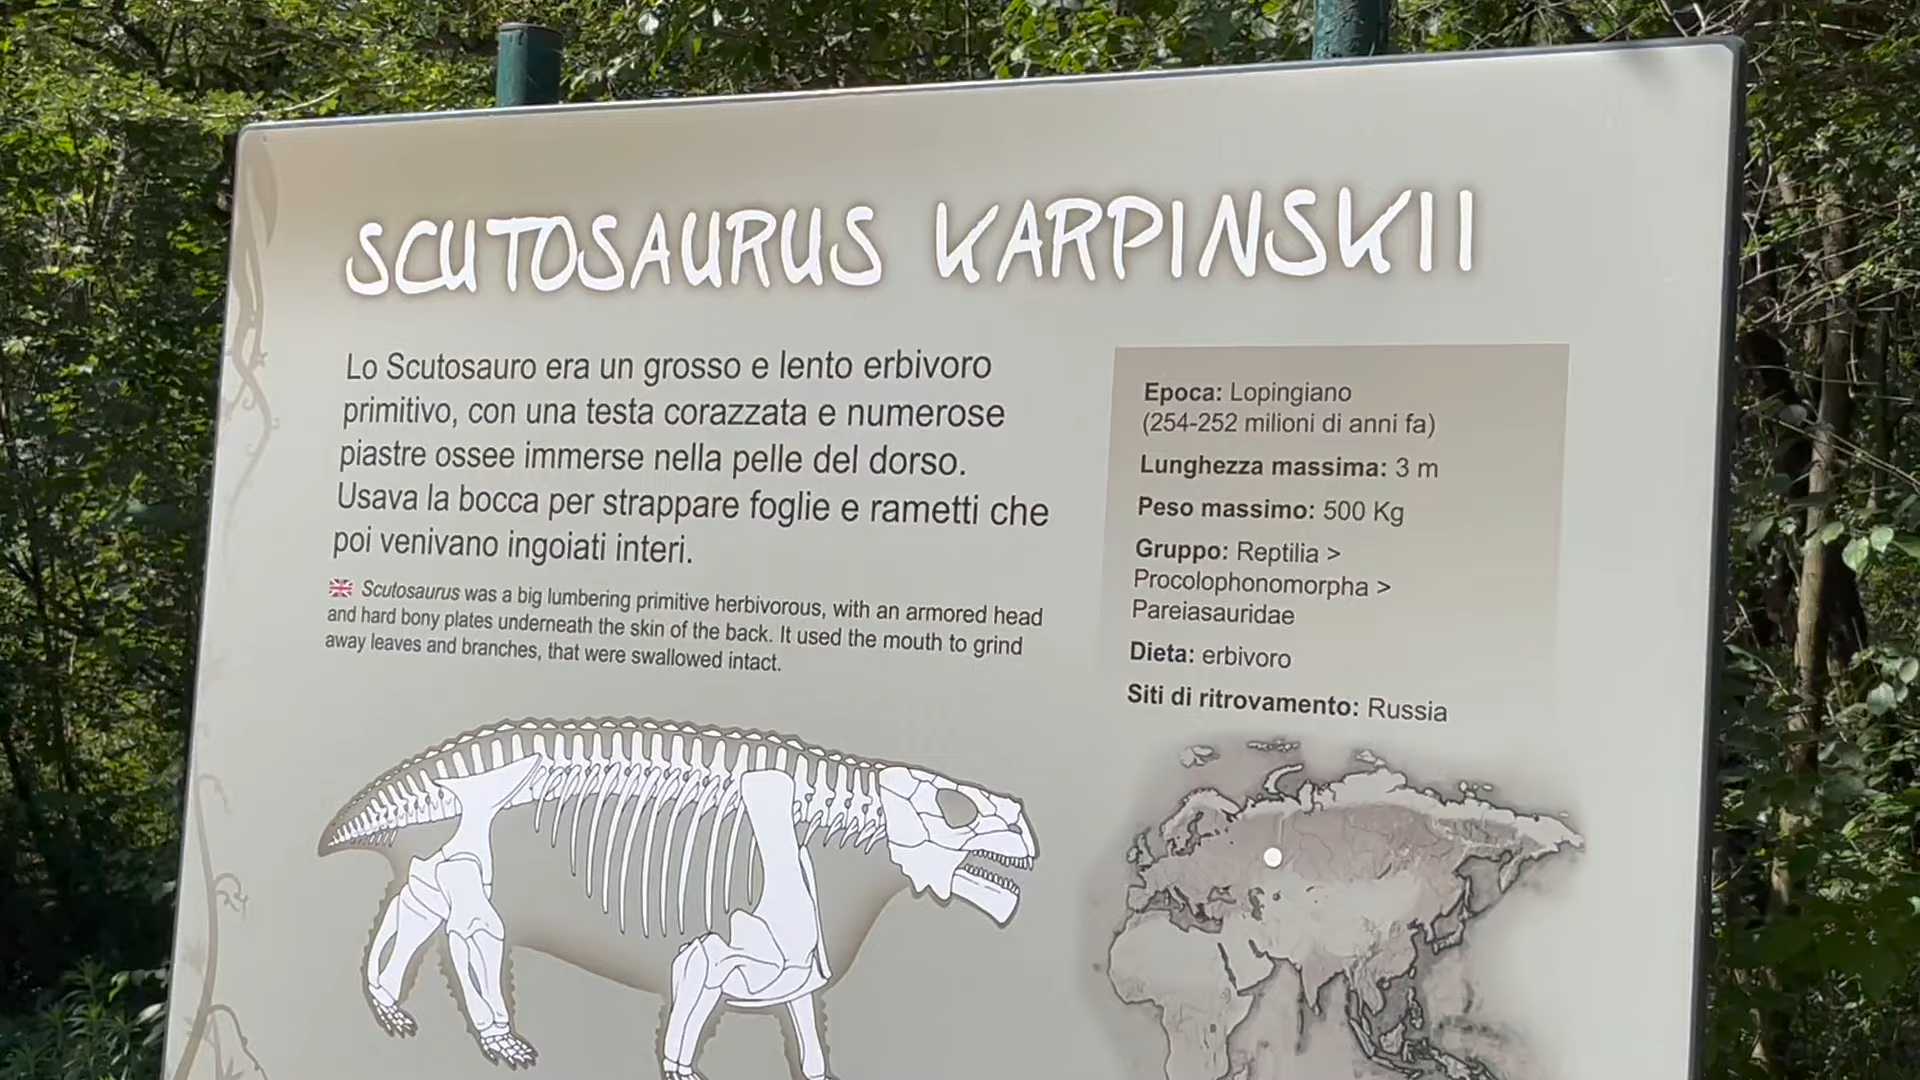 SCUTOSAURUS KARPINSKII
Lo Scutosauro era un grosso e lento erbivoro
primitivo, con una testa corazzata e numerose
piastre ossee immerse nella pelle del dorso.
Usava la bocca per strappare foglie e rametti che
poi venivano ingoiati interi.
Scutosaurus was a big lumbering primitive herbivorous, with an armored head
and hard bony plates underneath the skin of the back. It used the mouth to grind
away leaves and branches, that were swallowed intact.
Epoca: Lopingiano
(254-252 milioni di anni fa)
Lunghezza massima: 3 m
Peso massimo: 500 Kg
Gruppo: Reptilia >
Procolophonomorpha >
Pareiasauridae
Dieta: erbivoro
Siti di ritrovamento: Russia